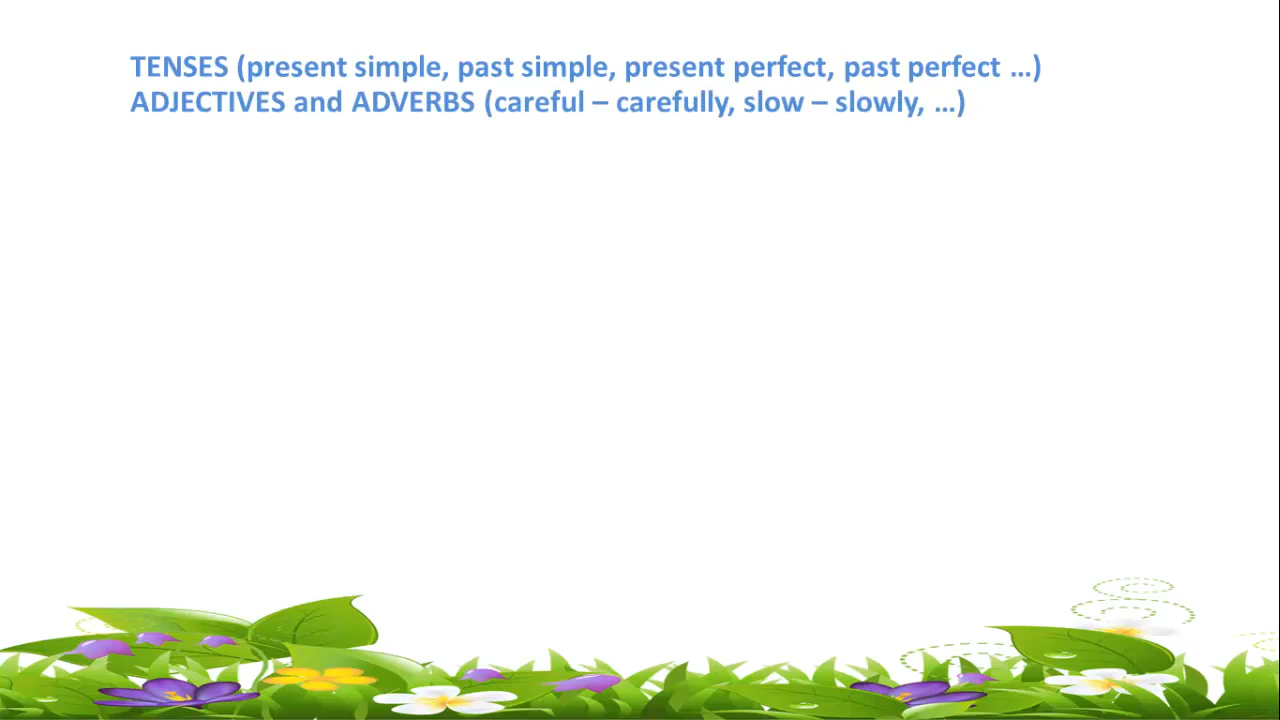 TENSES (present simple, past simple, present perfect, past perfect …)
ADJECTIVES and ADVERBS (careful – carefully, slow – slowly, …)